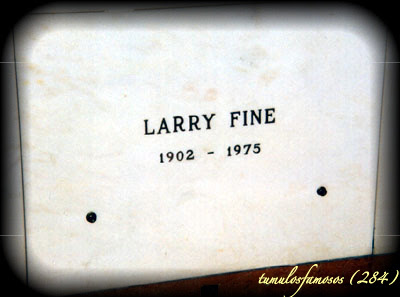 LARRY FINE
1902 - 1975
tumulosfamosos (284)